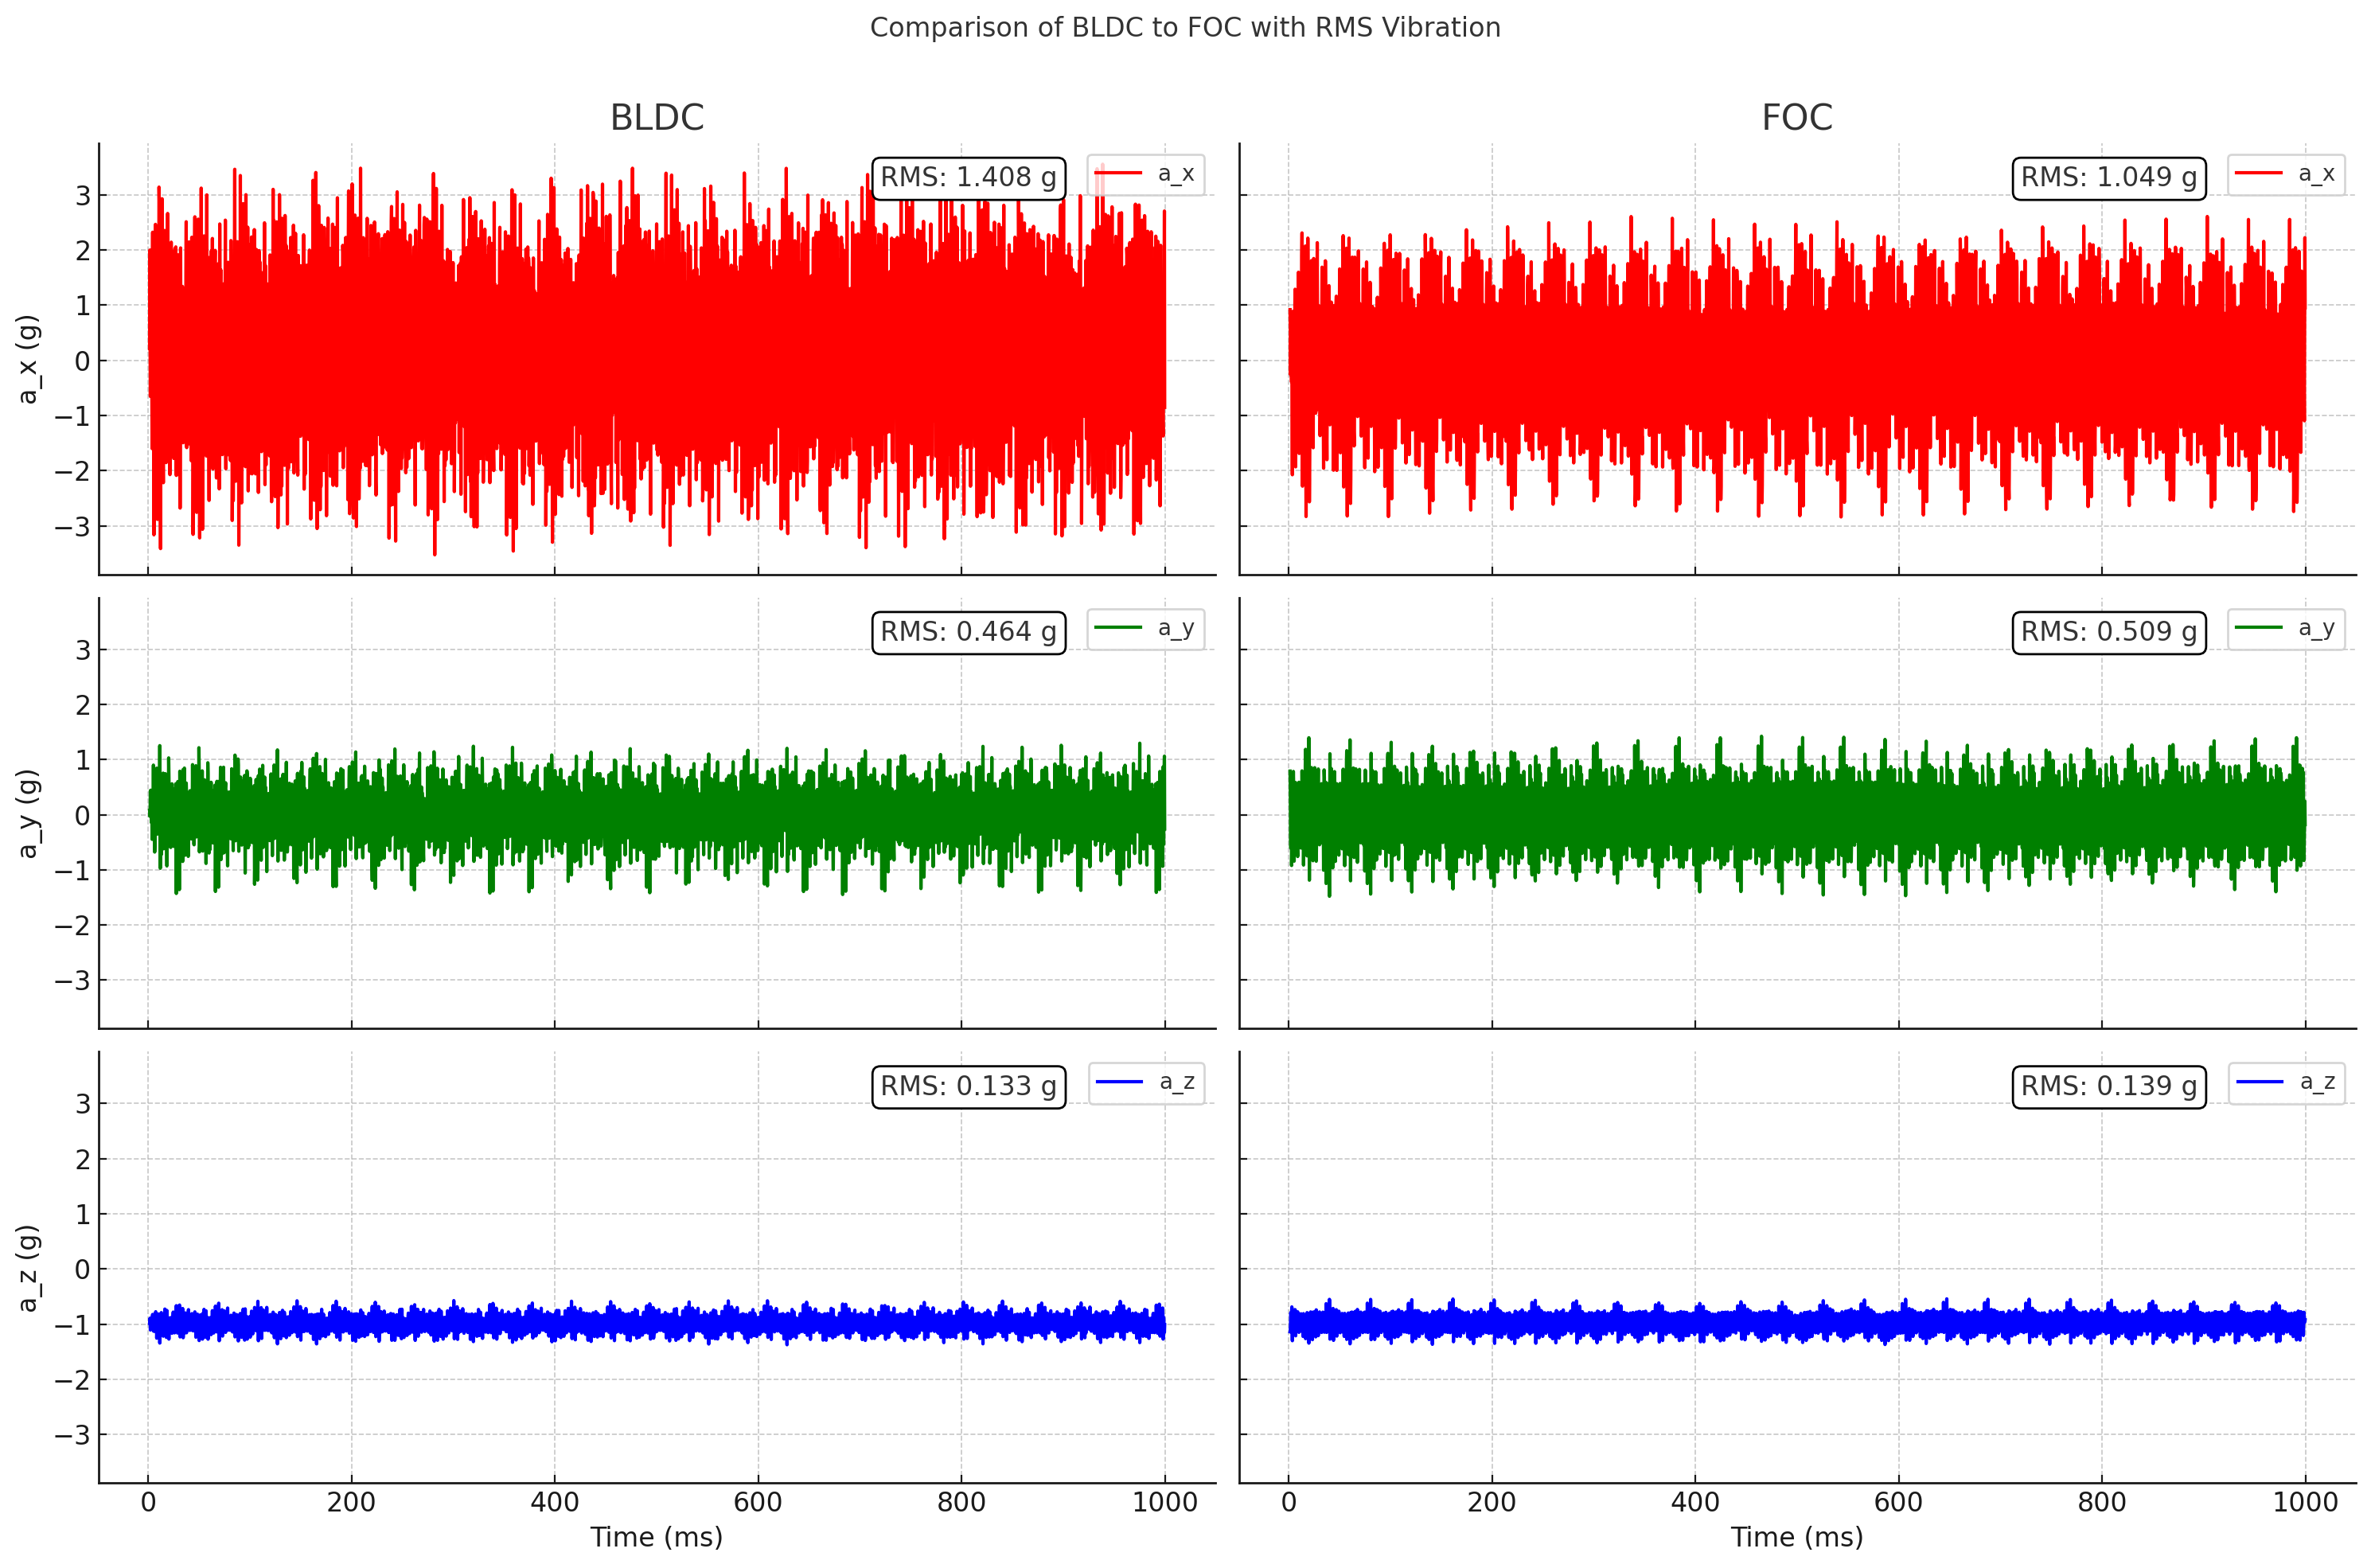 Comparison of BLDC to FOC with RMS Vibration
BLDC
FOC
RMS: 1.408 g
a_x
RMS: 1.049 g
a_x
3
2
1
0
−1
−2
−3
a_x (g)
RMS: 0.464 g
a_y
RMS: 0.509 g
a_y
3
2
1
0
−1
−2
−3
a_y (g)
RMS: 0.133 g
a_z
RMS: 0.139 g
a_z
3
2
1
0
−1
−2
−3
a_z (g)
0 200 400 600 800 1000
0 200 400 600 800 1000
Time (ms)
Time (ms)